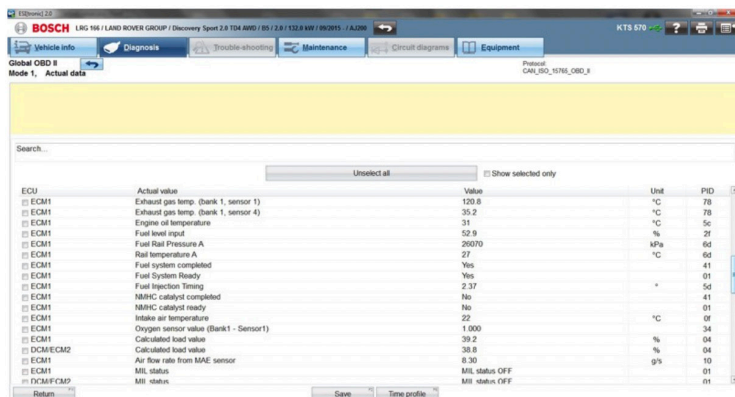 ESI[tronic] 2.0
BOSCH LRG 166 / LAND ROVER GROUP / Discovery Sport 2.0 TD4 AWD / B5 / 2.0 / 132.0 kW / 09/2015 - / AJ200 KTS 570 ?
Vehicle info Diagnosis Trouble-shooting Maintenance Circuit diagrams Equipment
Global OBD II
Mode 1, Actual data
Protocol:
CAN_ISO_15765_OBD_II
Search...
Unselect all Show selected only
ECU Actual value Value Unit PID
ECM1 Exhaust gas temp. (bank 1, sensor 1) 120.8 °C 78
ECM1 Exhaust gas temp. (bank 1, sensor 4) 35.2 °C 78
ECM1 Engine oil temperature 31 °C 5c
ECM1 Fuel level input 52.9 % 2f
ECM1 Fuel Rail Pressure A 26070 kPa 6d
ECM1 Rail temperature A 27 °C 6d
ECM1 Fuel system completed Yes 41
ECM1 Fuel System Ready Yes 01
ECM1 Fuel Injection Timing 2.37 ° 5d
ECM1 NMHC catalyst completed No 41
ECM1 NMHC catalyst ready No 01
ECM1 Intake air temperature 22 °C 0f
ECM1 Oxygen sensor value (Bank1 - Sensor1) 1.000 34
ECM1 Calculated load value 39.2 % 04
DCM/ECM2 Calculated load value 38.8 % 04
ECM1 Air flow rate from MAE sensor 8.30 g/s 10
ECM1 MIL status MIL status OFF 01
DCM/ECM2 MIL status MIL status OFF 01
Return Save Time profile